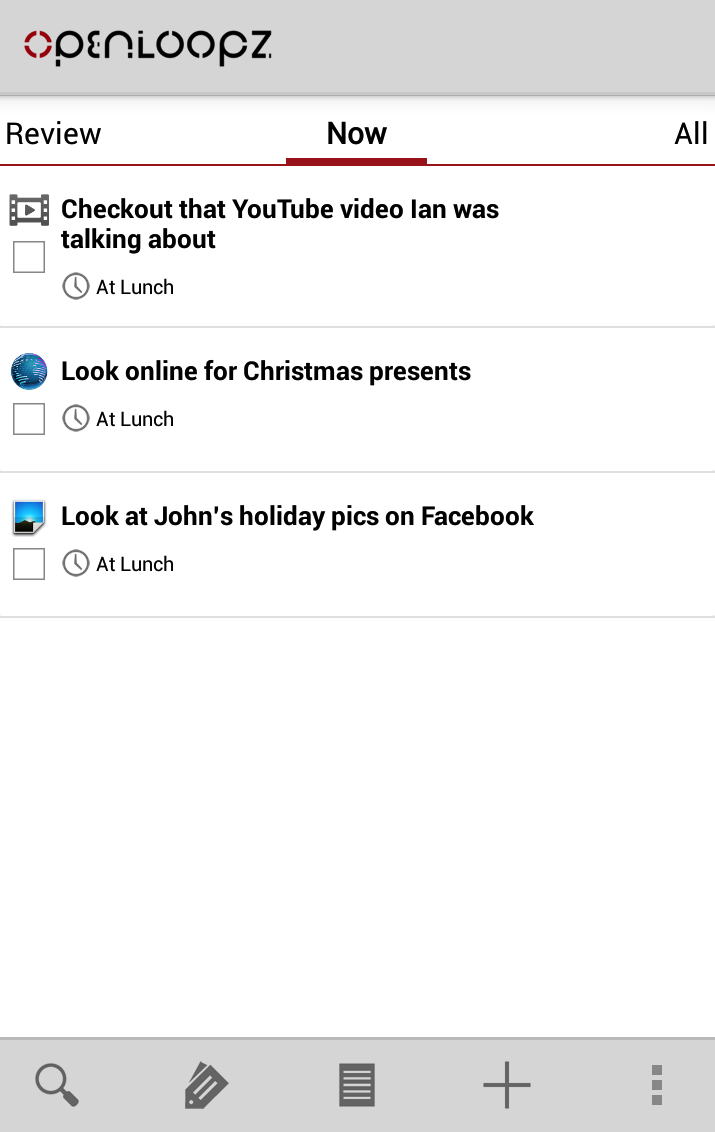 OPENLOOPZ
Review Now All
Checkout that YouTube video Ian was
talking about
At Lunch
Look online for Christmas presents
At Lunch
Look at John's holiday pics on Facebook
At Lunch